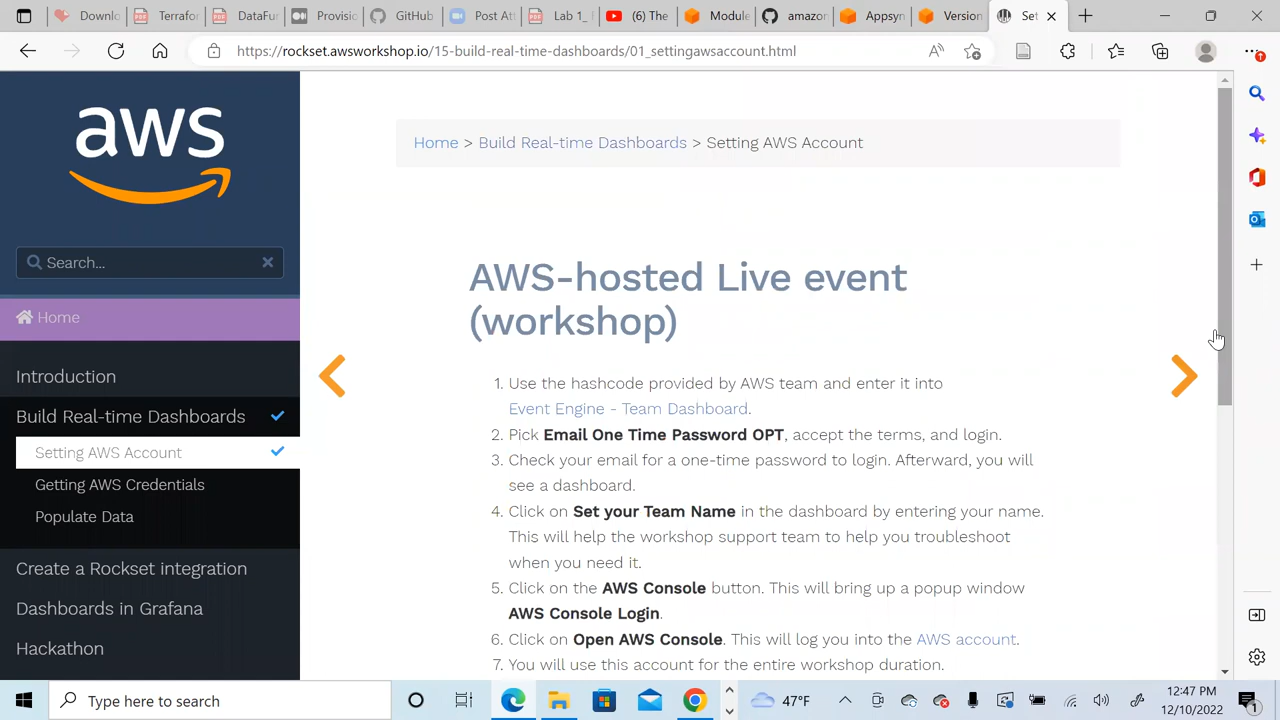 Downlo
Terrafo
DataFu
Provisio
GitHub
Post Att
Lab 1_ F
(6) The
Module
amazon
Appsyn
Version
Set
https://rockset.awsworkshop.io/15-build-real-time-dashboards/01_settingawsaccount.html
aws
Search...
Home
Introduction
Build Real-time Dashboards
Setting AWS Account
Getting AWS Credentials
Populate Data
Create a Rockset integration
Dashboards in Grafana
Hackathon
Home > Build Real-time Dashboards > Setting AWS Account
AWS-hosted Live event
(workshop)
1. Use the hashcode provided by AWS team and enter it into
Event Engine - Team Dashboard.
2. Pick Email One Time Password OPT, accept the terms, and login.
3. Check your email for a one-time password to login. Afterward, you will
see a dashboard.
4. Click on Set your Team Name in the dashboard by entering your name.
This will help the workshop support team to help you troubleshoot
when you need it.
5. Click on the AWS Console button. This will bring up a popup window
AWS Console Login.
6. Click on Open AWS Console. This will log you into the AWS account.
7. You will use this account for the entire workshop duration.
Type here to search
47°F
12:47 PM
12/10/2022
1